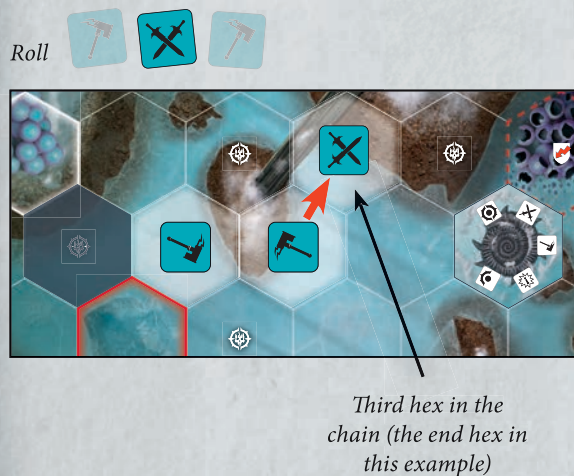 Roll
Third hex in the
chain (the end hex in
this example)